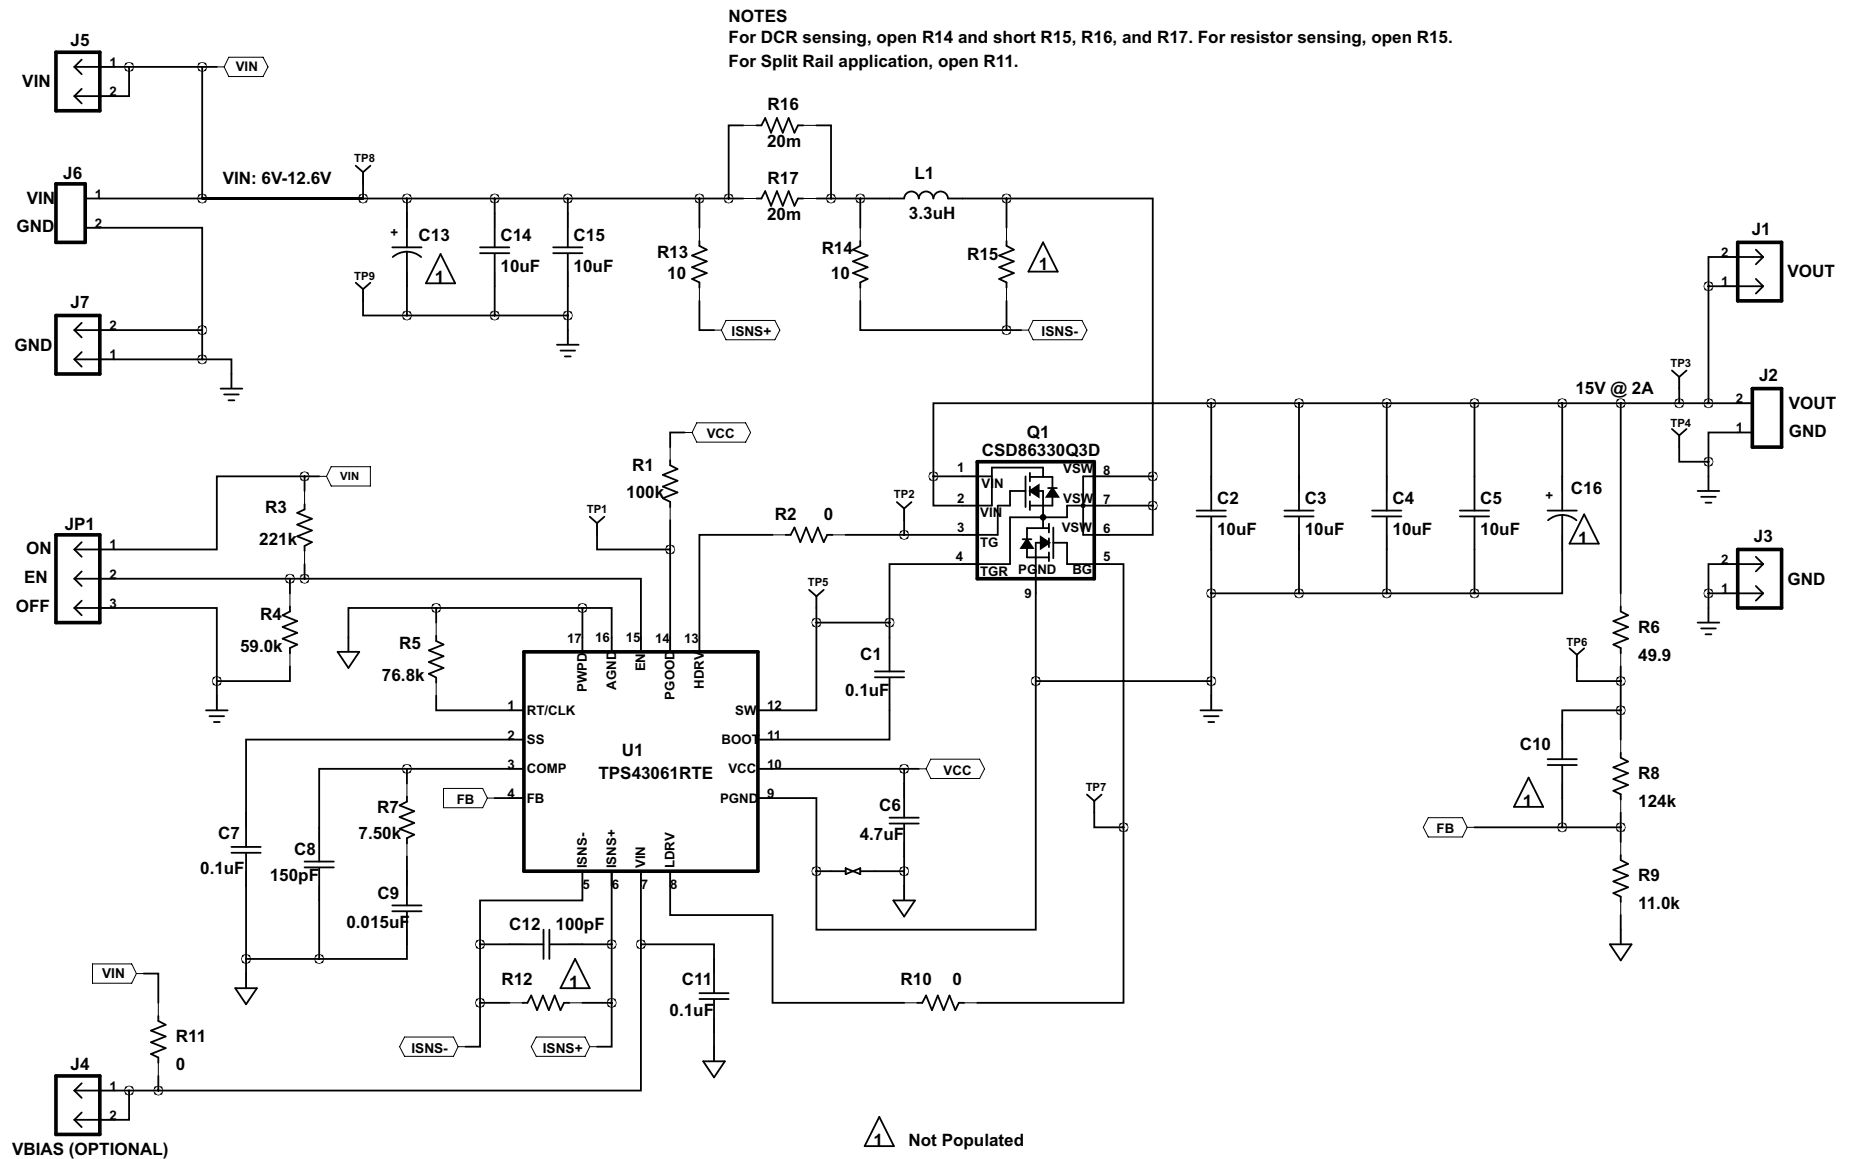 NOTES
For DCR sensing, open R14 and short R15, R16, and R17. For resistor sensing, open R15.
For Split Rail application, open R11.
J5
VIN
1
2
VIN
J6
VIN
GND
1
2
VIN: 6V-12.6V
TP8
J7
GND
2
1
TP9
+
C13
1
C14
10uF
C15
10uF
R16
20m
R17
20m
L1
3.3uH
R13
10
R14
10
R15
1
ISNS+
ISNS-
J1
2
1
VOUT
TP3
15V @ 2A
J2
2
VOUT
1
GND
TP4
J3
2
1
GND
VCC
R1
100k
TP1
R2 0
TP2
Q1
CSD86330Q3D
1
VIN
2
VIN
3
TG
4
TGR
VSW
8
VSW
7
VSW
6
PGND
BG
5
9
C2
10uF
C3
10uF
C4
10uF
C5
10uF
+
C16
1
VIN
R3
221k
JP1
ON
1
EN
2
OFF
3
R4
59.0k
R5
76.8k
TP5
C1
0.1uF
17
16
15
14
13
PWPD
AGND
EN
PGOOD
HDRV
1
RT/CLK
2
SS
3
COMP
4
FB
FB
U1
TPS43061RTE
SW
12
BOOT
11
VCC
10
PGND
9
ISNS-
ISNS+
VIN
LDRV
5
6
7
8
VCC
C6
4.7uF
TP7
R6
49.9
TP6
C10
1
R8
124k
FB
R9
11.0k
C7
0.1uF
C8
150pF
R7
7.50k
C9
0.015uF
C12 100pF
R12
1
ISNS-
ISNS+
C11
0.1uF
R10 0
VIN
R11
0
J4
1
2
VBIAS (OPTIONAL)
1 Not Populated